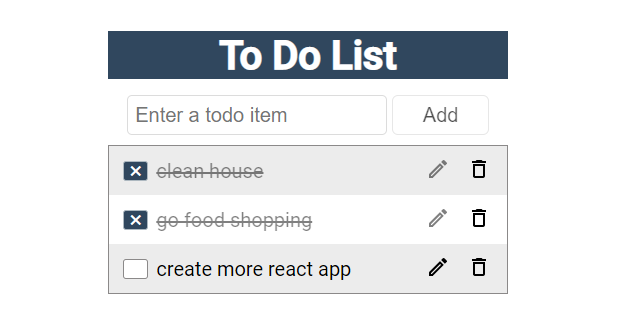 To Do List
Enter a todo item Add
clean house
go food shopping
create more react app